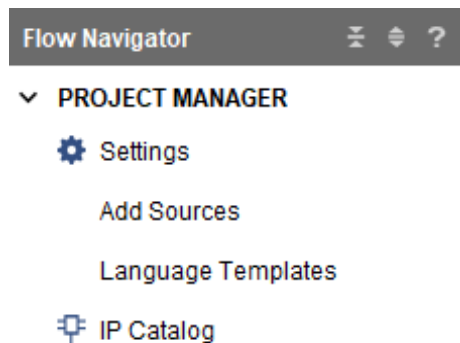 Flow Navigator ?
PROJECT MANAGER
Settings
Add Sources
Language Templates
IP Catalog